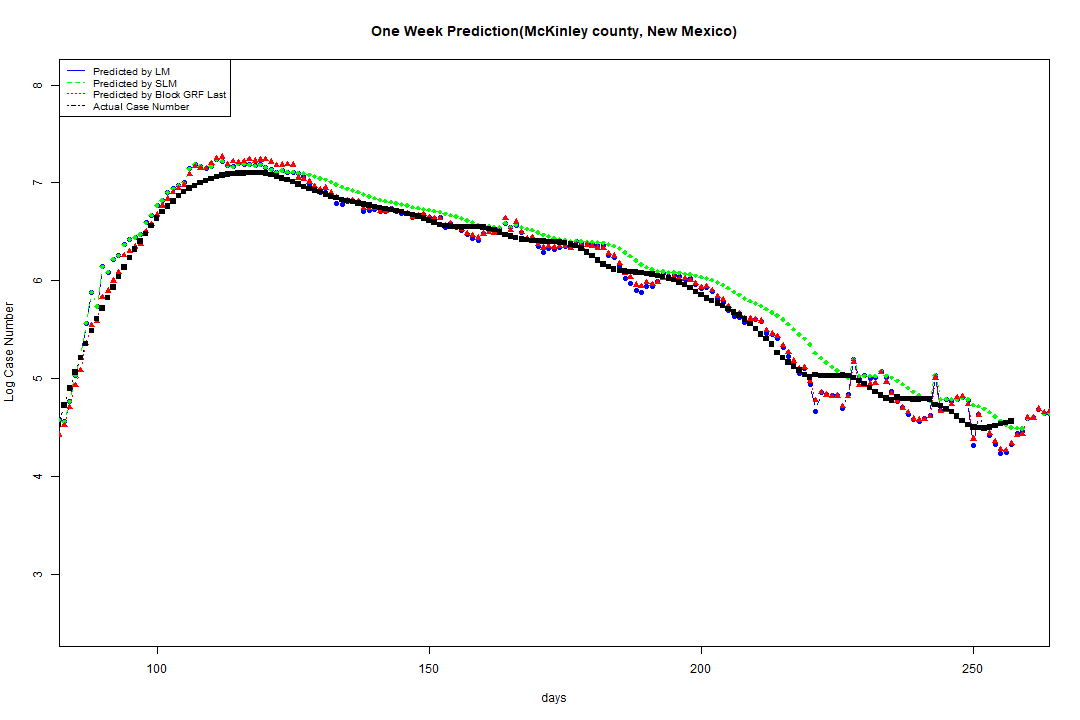 One Week Prediction(McKinley county, New Mexico)
Predicted by LM
Predicted by SLM
Predicted by Block GRF Last
Actual Case Number
8
7
6
5
4
3
Log Case Number
100 150 200 250
days